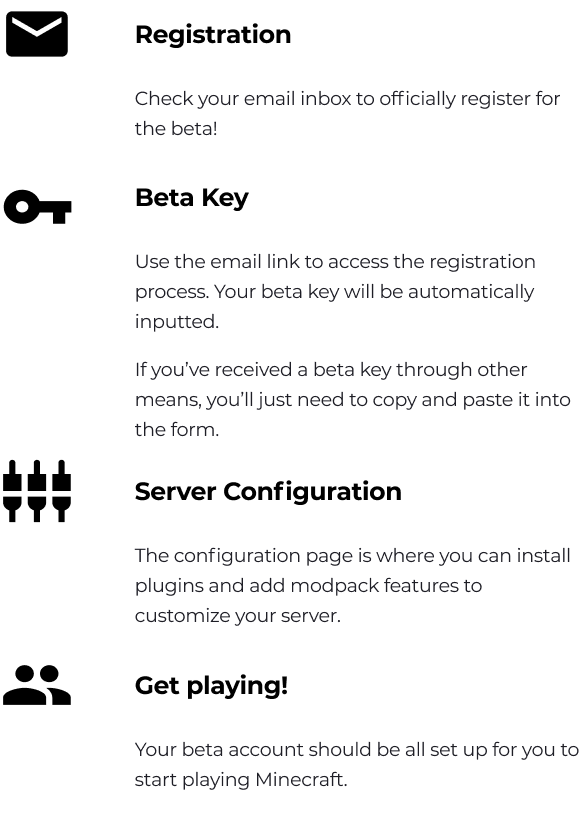 Registration
Check your email inbox to officially register for
the beta!
Beta Key
Use the email link to access the registration
process. Your beta key will be automatically
inputted.
If you’ve received a beta key through other
means, you’ll just need to copy and paste it into
the form.
Server Configuration
The configuration page is where you can install
plugins and add modpack features to
customize your server.
Get playing!
Your beta account should be all set up for you to
start playing Minecraft.